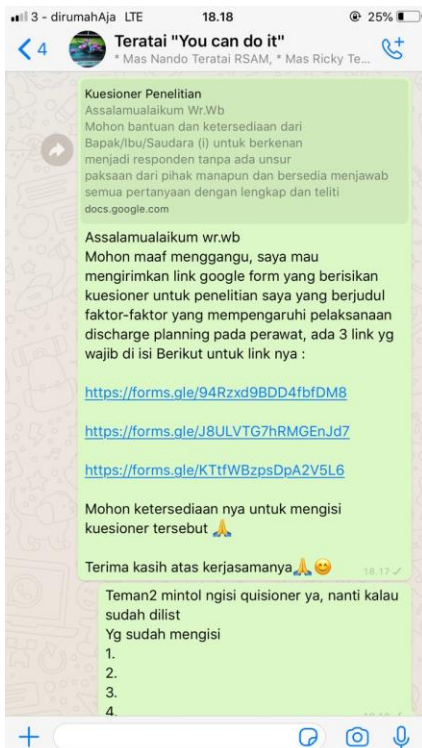 3 - dirumahAja LTE 18.18 25%
4
Teratai "You can do it"
* Mas Nando Teratai RSAM, * Mas Ricky Te...
Kuesioner Penelitian
Assalamualaikum Wr.Wb
Mohon bantuan dan ketersediaan dari
Bapak/Ibu/Saudara (i) untuk berkenan
menjadi responden tanpa ada unsur
paksaan dari pihak manapun dan bersedia menjawab
semua pertanyaan dengan lengkap dan teliti
docs.google.com
Assalamualaikum wr.wb
Mohon maaf menggangu, saya mau
mengirimkan link google form yang berisikan
kuesioner untuk penelitian saya yang berjudul
faktor-faktor yang mempengaruhi pelaksanaan
discharge planning pada perawat, ada 3 link yg
wajib di isi Berikut untuk link nya :
https://forms.gle/94Rzxd9BDD4fbfDM8
https://forms.gle/J8ULVTG7hRMGEnJd7
https://forms.gle/KTtfWBzpsDpA2V5L6
Mohon ketersediaan nya untuk mengisi
kuesioner tersebut 🙏
Terima kasih atas kerjasamanya🙏😊 18.17
Teman2 mintol ngisi quisioner ya, nanti kalau
sudah dilist
Yg sudah mengisi
1.
2.
3.
4.